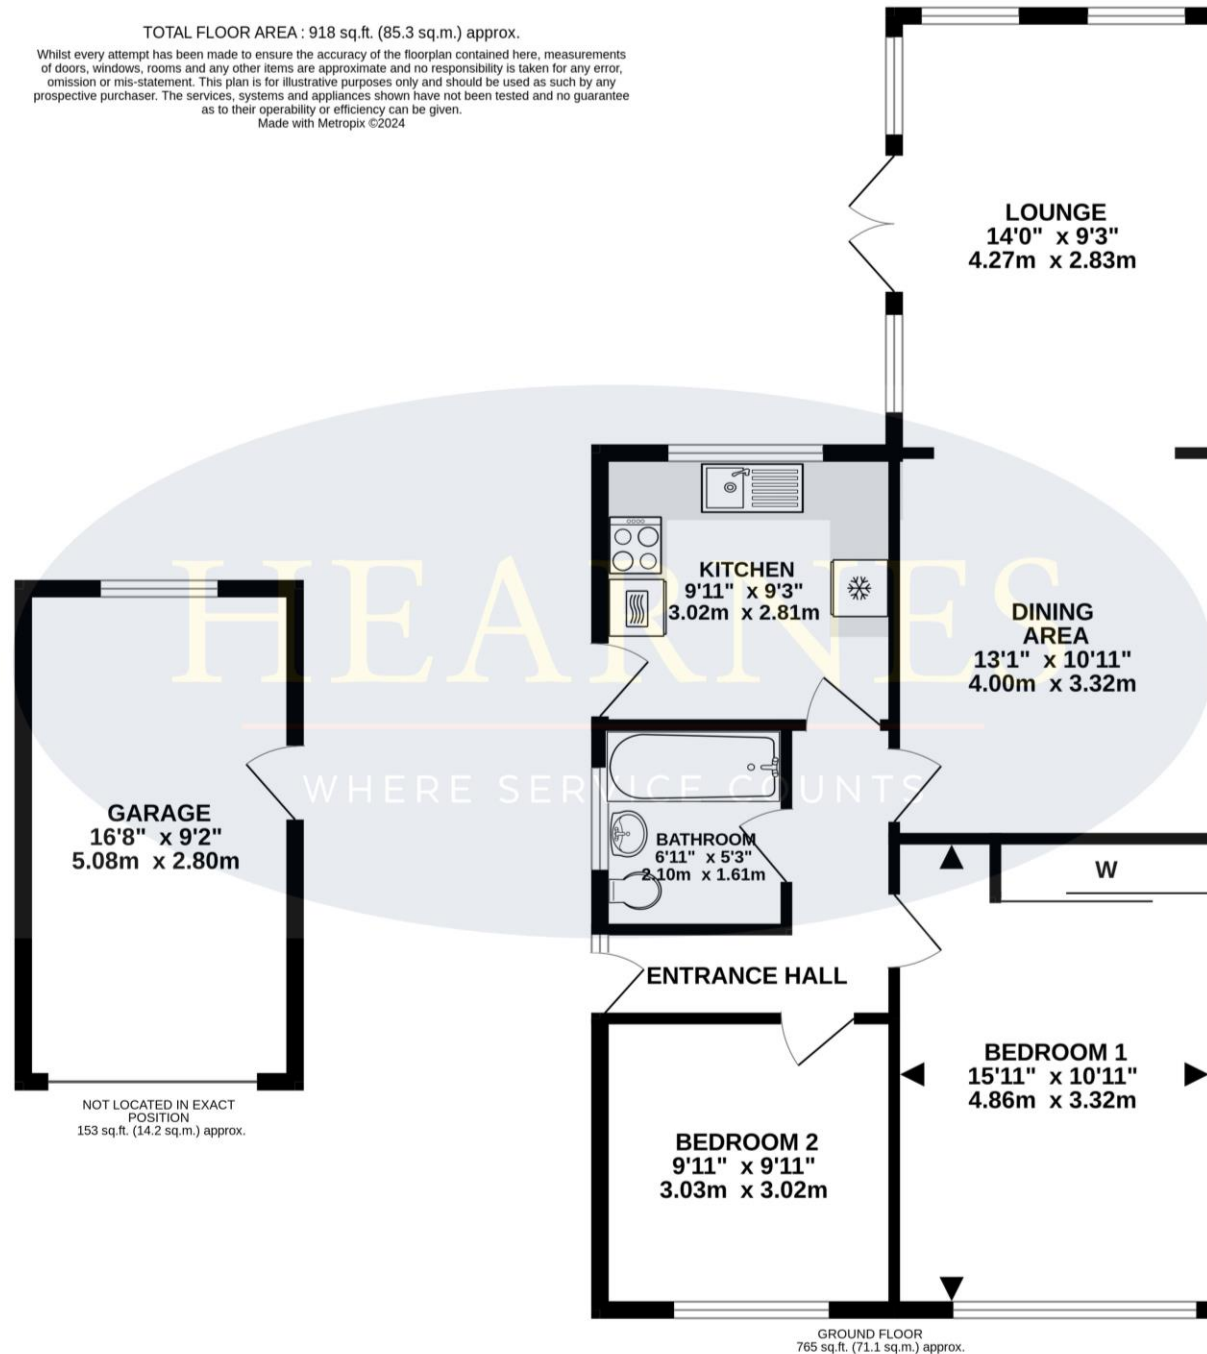 TOTAL FLOOR AREA : 918 sq.ft. (85.3 sq.m.) approx.
Whilst every attempt has been made to ensure the accuracy of the floorplan contained here, measurements
of doors, windows, rooms and any other items are approximate and no responsibility is taken for any error,
omission or mis-statement. This plan is for illustrative purposes only and should be used as such by any
prospective purchaser. The services, systems and appliances shown have not been tested and no guarantee
as to their operability or efficiency can be given.
Made with Metropix ©2024
LOUNGE
14'0" x 9'3"
4.27m x 2.83m
KITCHEN
9'11" x 9'3"
3.02m x 2.81m
DINING
AREA
13'1" x 10'11"
4.00m x 3.32m
HEARNES
WHERE SERVICE COUNTS
GARAGE
16'8" x 9'2"
5.08m x 2.80m
NOT LOCATED IN EXACT
POSITION
153 sq.ft. (14.2 sq.m.) approx.
BATHROOM
6'11" x 5'3"
2.10m x 1.61m
W
ENTRANCE HALL
BEDROOM 1
15'11" x 10'11"
4.86m x 3.32m
BEDROOM 2
9'11" x 9'11"
3.03m x 3.02m
GROUND FLOOR
765 sq.ft. (71.1 sq.m.) approx.